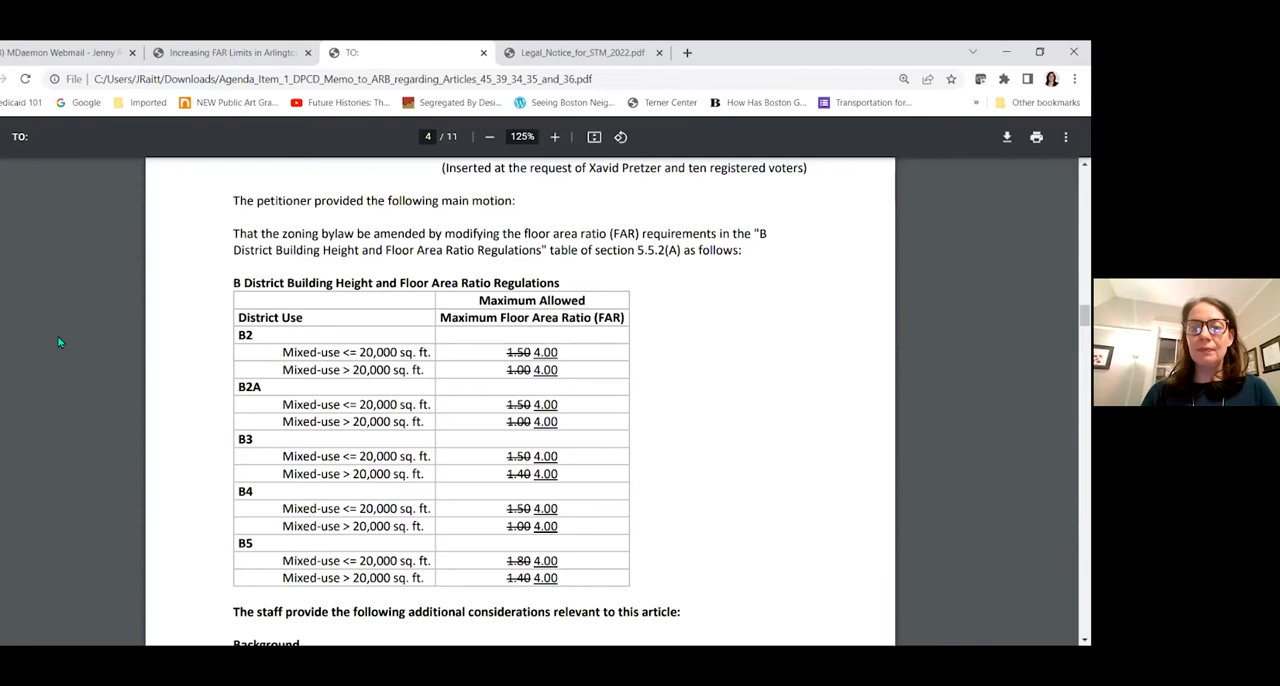 ) MDaemon Webmail - Jenny R
Increasing FAR Limits in Arlingto
TO:
Legal_Notice_for_STM_2022.pdf
File
C:/Users/JRaitt/Downloads/Agenda_Item_1_DPCD_Memo_to_ARB_regarding_Articles_45_39_34_35_and_36.pdf
edicaid 101
Google
Imported
NEW Public Art Gra...
Future Histories: Th...
Segregated By Desi...
Seeing Boston Neig...
Terner Center
How Has Boston G...
Transportation for...
»
Other bookmarks
TO:
4 / 11
125%
(Inserted at the request of Xavid Pretzer and ten registered voters)
The petitioner provided the following main motion:
That the zoning bylaw be amended by modifying the floor area ratio (FAR) requirements in the "B
District Building Height and Floor Area Ratio Regulations" table of section 5.5.2(A) as follows:
B District Building Height and Floor Area Ratio Regulations
Maximum Allowed
District Use Maximum Floor Area Ratio (FAR)
B2
Mixed-use <= 20,000 sq. ft. 1.50 4.00
Mixed-use > 20,000 sq. ft. 1.00 4.00
B2A
Mixed-use <= 20,000 sq. ft. 1.50 4.00
Mixed-use > 20,000 sq. ft. 1.00 4.00
B3
Mixed-use <= 20,000 sq. ft. 1.50 4.00
Mixed-use > 20,000 sq. ft. 1.40 4.00
B4
Mixed-use <= 20,000 sq. ft. 1.50 4.00
Mixed-use > 20,000 sq. ft. 1.00 4.00
B5
Mixed-use <= 20,000 sq. ft. 1.80 4.00
Mixed-use > 20,000 sq. ft. 1.40 4.00
The staff provide the following additional considerations relevant to this article:
Background